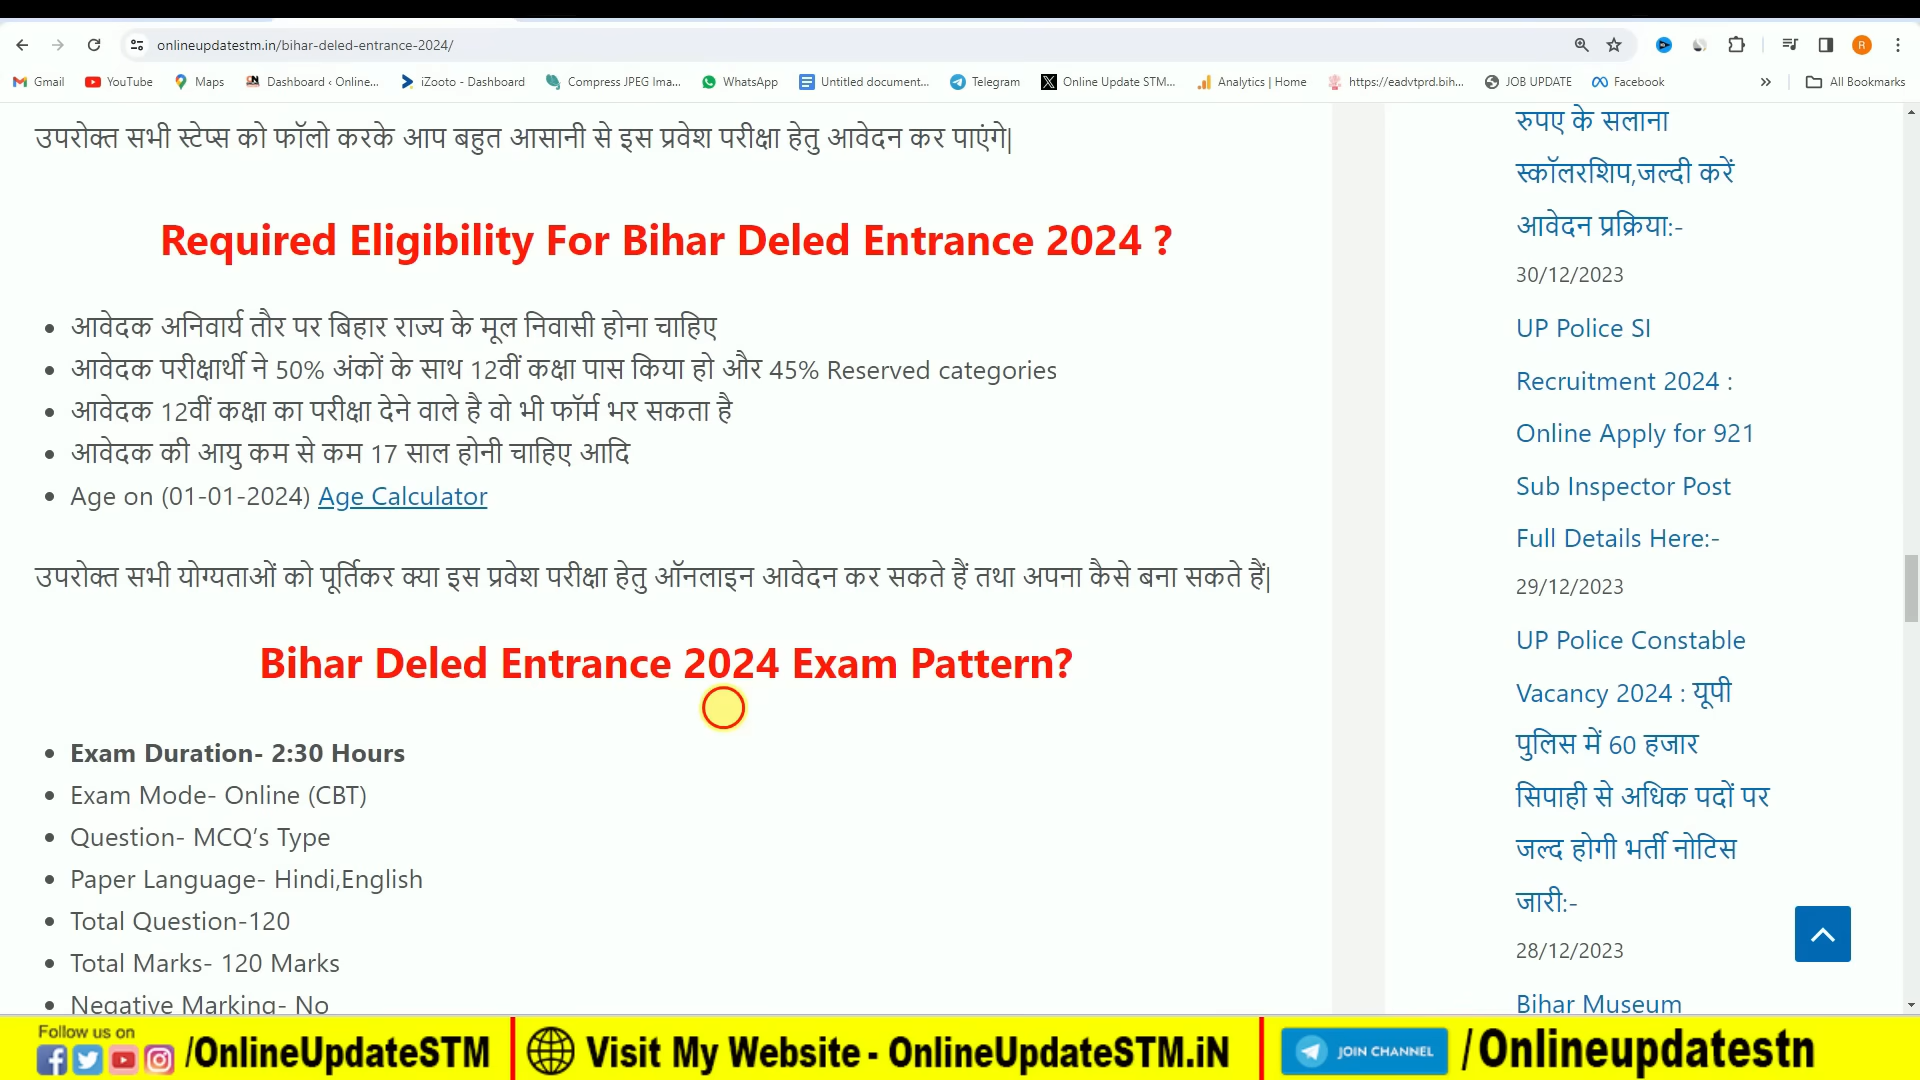 onlineupdatestm.in/bihar-deled-entrance-2024/
R
Gmail YouTube Maps Dashboard ‹ Online... iZooto - Dashboard Compress JPEG Ima... WhatsApp Untitled document... Telegram Online Update STM... Analytics | Home https://eadvtprd.bih... JOB UPDATE Facebook » All Bookmarks
उपरोक्त सभी स्टेप्स को फॉलो करके आप बहुत आसानी से इस प्रवेश परीक्षा हेतु आवेदन कर पाएंगे|
Required Eligibility For Bihar Deled Entrance 2024 ?
• आवेदक अनिवार्य तौर पर बिहार राज्य के मूल निवासी होना चाहिए
• आवेदक परीक्षार्थी ने 50% अंकों के साथ 12वीं कक्षा पास किया हो और 45% Reserved categories
• आवेदक 12वीं कक्षा का परीक्षा देने वाले है वो भी फॉर्म भर सकता है
• आवेदक की आयु कम से कम 17 साल होनी चाहिए आदि
• Age on (01-01-2024) Age Calculator
उपरोक्त सभी योग्यताओं को पूर्तिकर क्या इस प्रवेश परीक्षा हेतु ऑनलाइन आवेदन कर सकते हैं तथा अपना कैसे बना सकते हैं|
Bihar Deled Entrance 2024 Exam Pattern?
• Exam Duration- 2:30 Hours
• Exam Mode- Online (CBT)
• Question- MCQ’s Type
• Paper Language- Hindi,English
• Total Question-120
• Total Marks- 120 Marks
• Negative Marking- No
रुपए के सलाना
स्कॉलरशिप,जल्दी करें
आवेदन प्रक्रिया:-
30/12/2023
UP Police SI
Recruitment 2024 :
Online Apply for 921
Sub Inspector Post
Full Details Here:-
29/12/2023
UP Police Constable
Vacancy 2024 : यूपी
पुलिस में 60 हजार
सिपाही से अधिक पदों पर
जल्द होगी भर्ती नोटिस
जारी:-
28/12/2023
Bihar Museum
Follow us on
/OnlineUpdateSTM
Visit My Website - OnlineUpdateSTM.iN
JOIN CHANNEL
/Onlineupdatestn